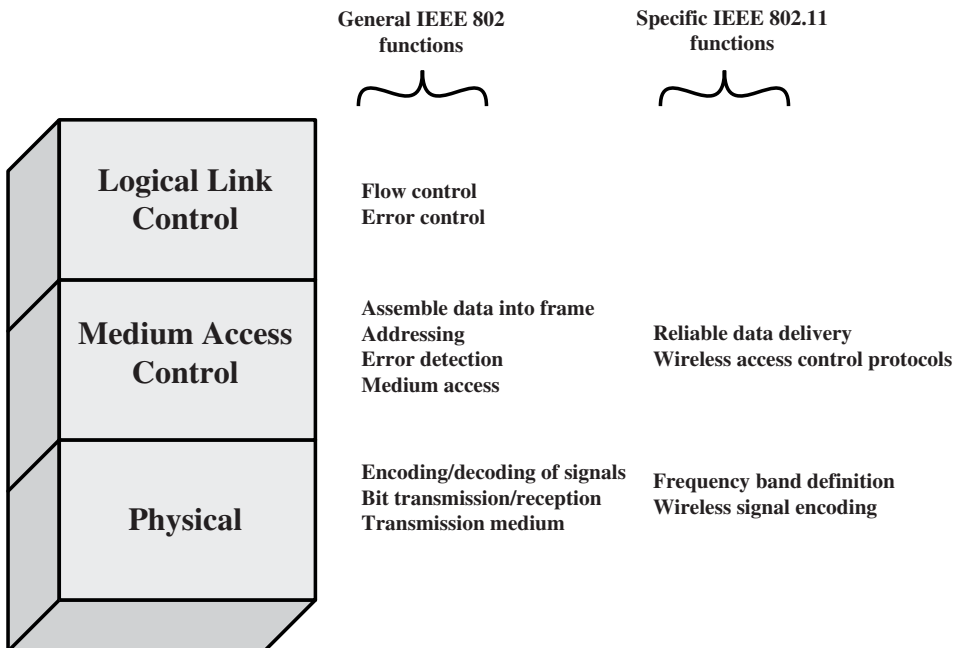 General IEEE 802
functions
Specific IEEE 802.11
functions
Logical Link
Control
Flow control
Error control
Medium Access
Control
Assemble data into frame
Addressing
Error detection
Medium access
Reliable data delivery
Wireless access control protocols
Physical
Encoding/decoding of signals
Bit transmission/reception
Transmission medium
Frequency band definition
Wireless signal encoding